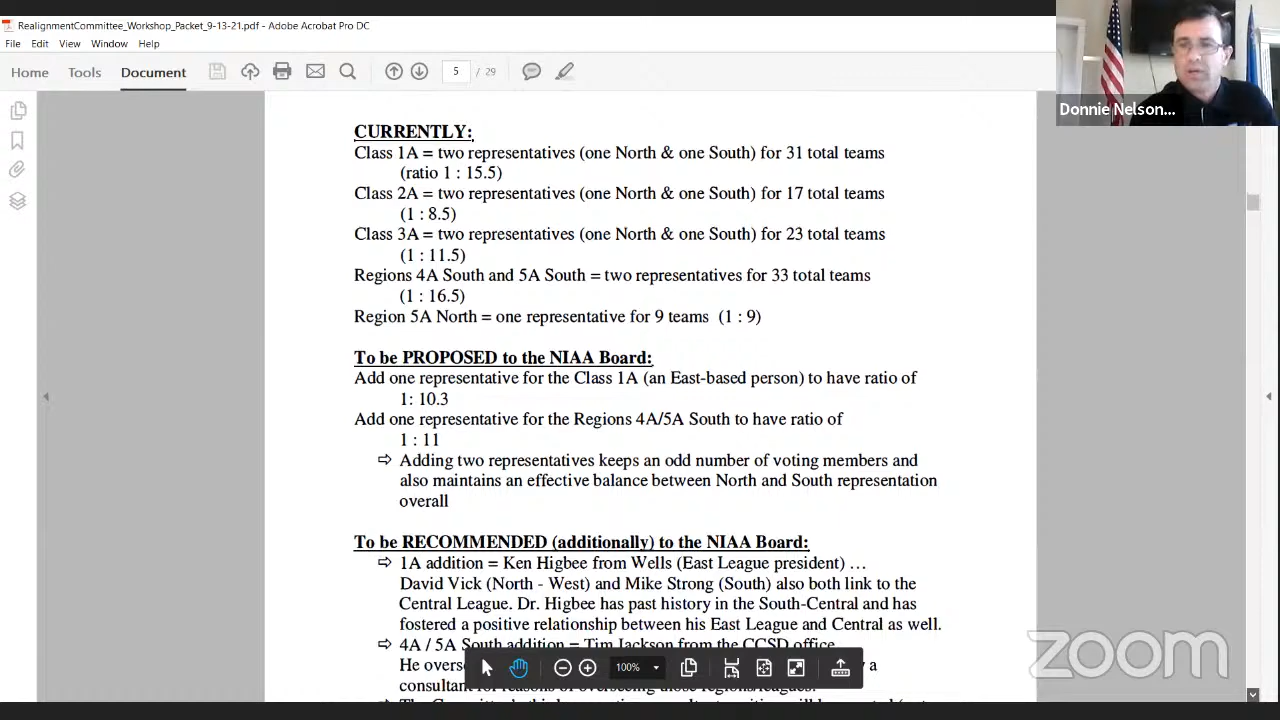 RealignmentCommittee_Workshop_Packet_9-13-21.pdf - Adobe Acrobat Pro DC
File Edit View Window Help
Home Tools Document 5 / 29
Donnie Nelson...
CURRENTLY:
Class 1A = two representatives (one North & one South) for 31 total teams
(ratio 1 : 15.5)
Class 2A = two representatives (one North & one South) for 17 total teams
(1 : 8.5)
Class 3A = two representatives (one North & one South) for 23 total teams
(1 : 11.5)
Regions 4A South and 5A South = two representatives for 33 total teams
(1 : 16.5)
Region 5A North = one representative for 9 teams (1 : 9)
To be PROPOSED to the NIAA Board:
Add one representative for the Class 1A (an East-based person) to have ratio of
1: 10.3
Add one representative for the Regions 4A/5A South to have ratio of
1 : 11
⇨ Adding two representatives keeps an odd number of voting members and
also maintains an effective balance between North and South representation
overall
To be RECOMMENDED (additionally) to the NIAA Board:
⇨ 1A addition = Ken Higbee from Wells (East League president) …
David Vick (North - West) and Mike Strong (South) also both link to the
Central League. Dr. Higbee has past history in the South-Central and has
fostered a positive relationship between his East League and Central as well.
⇨ 4A / 5A South addition = Tim Jackson from the CCSD office
He overs
y a
100%
consultant for reasons of overseeing those regions/leagues.
zoom